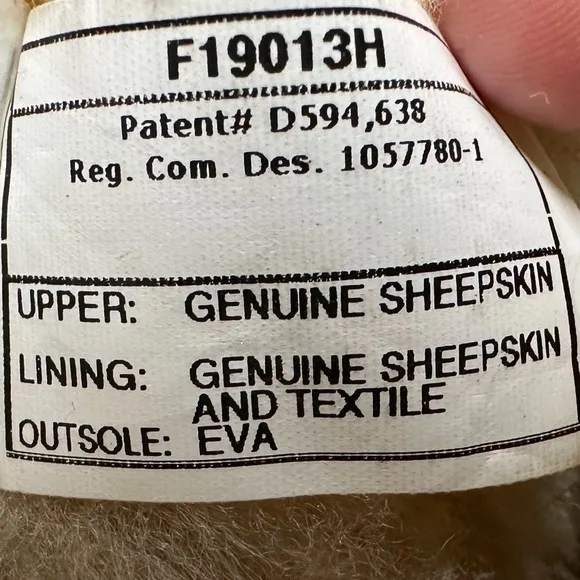 F19013H
Patent# D594,638
Reg. Com. Des. 1057780-1
UPPER: GENUINE SHEEPSKIN
LINING: GENUINE SHEEPSKIN
AND TEXTILE
OUTSOLE: EVA